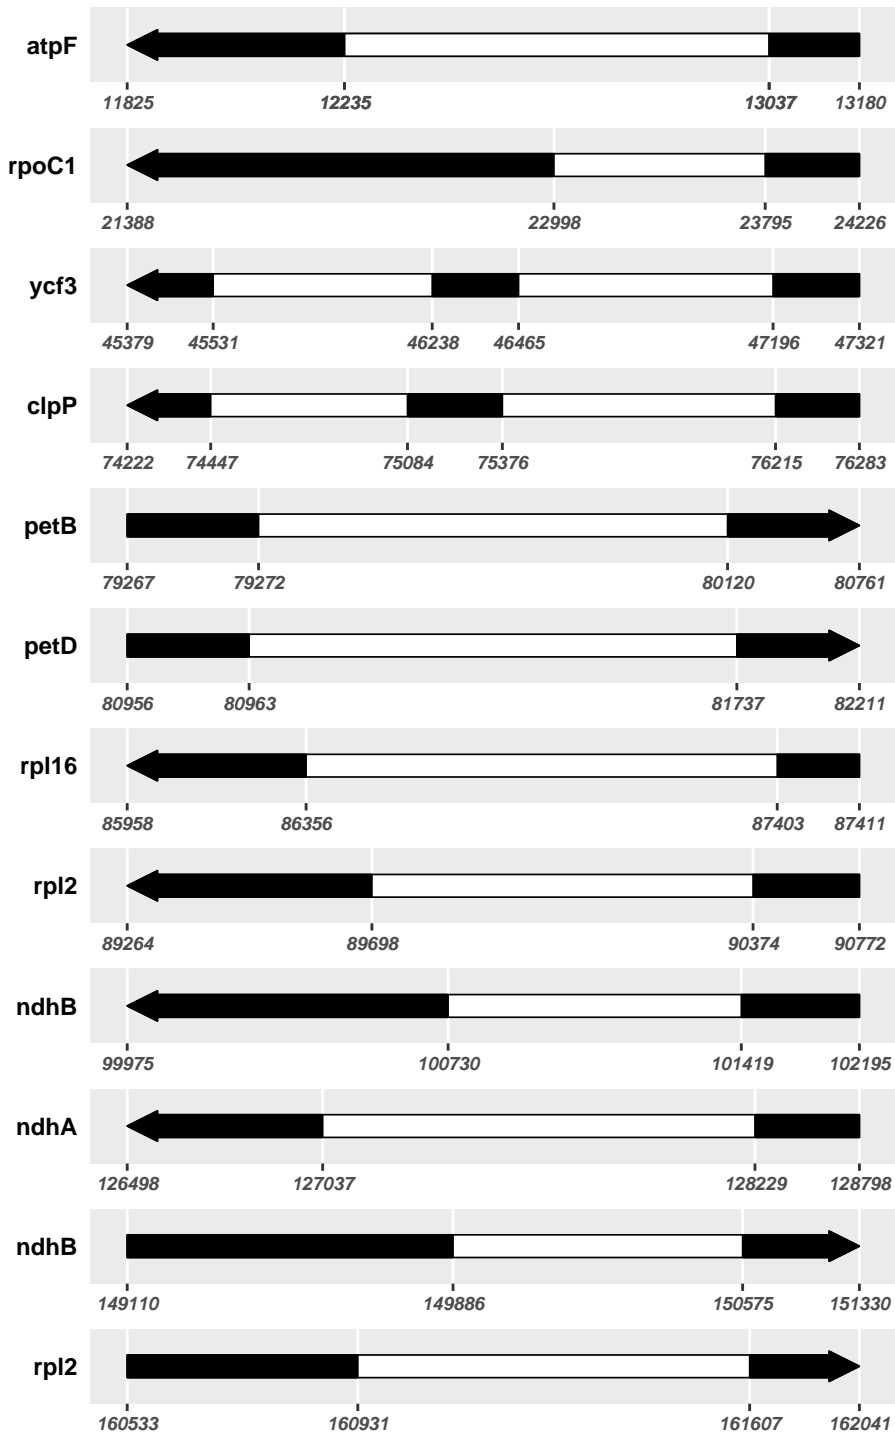 atpF
11825 12235 13037 13180
rpoC1
21388 22998 23795 24226
ycf3
45379 45531 46238 46465 47196 47321
clpP
74222 74447 75084 75376 76215 76283
petB
79267 79272 80120 80761
petD
80956 80963 81737 82211
rpl16
85958 86356 87403 87411
rpl2
89264 89698 90374 90772
ndhB
99975 100730 101419 102195
ndhA
126498 127037 128229 128798
ndhB
149110 149886 150575 151330
rpl2
160533 160931 161607 162041